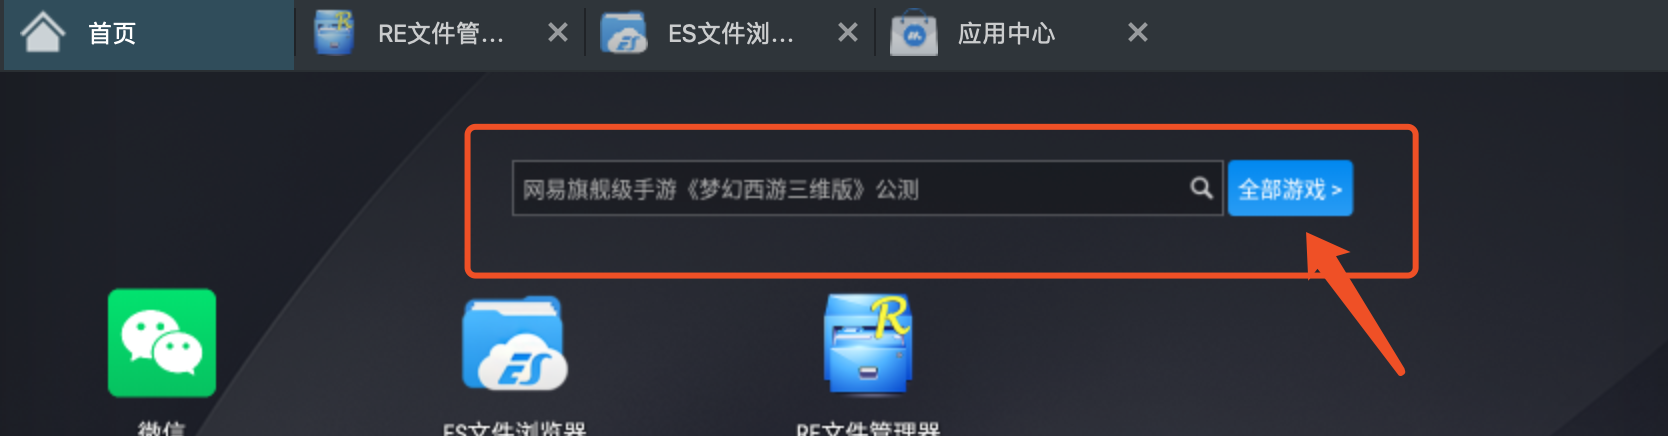 首页
RE文件管...
ES文件浏...
应用中心
网易旗舰级手游《梦幻西游三维版》公测
全部游戏 >
ES
R
微信
ES文件浏览器
RE文件管理器